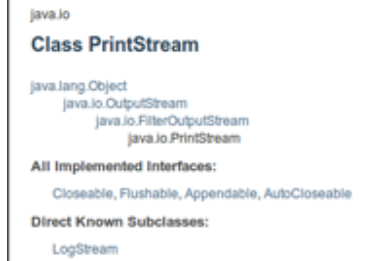 java.io
Class PrintStream
java.lang.Object
java.io.OutputStream
java.io.FilterOutputStream
java.io.PrintStream
All Implemented Interfaces:
Closeable, Flushable, Appendable, AutoCloseable
Direct Known Subclasses:
LogStream